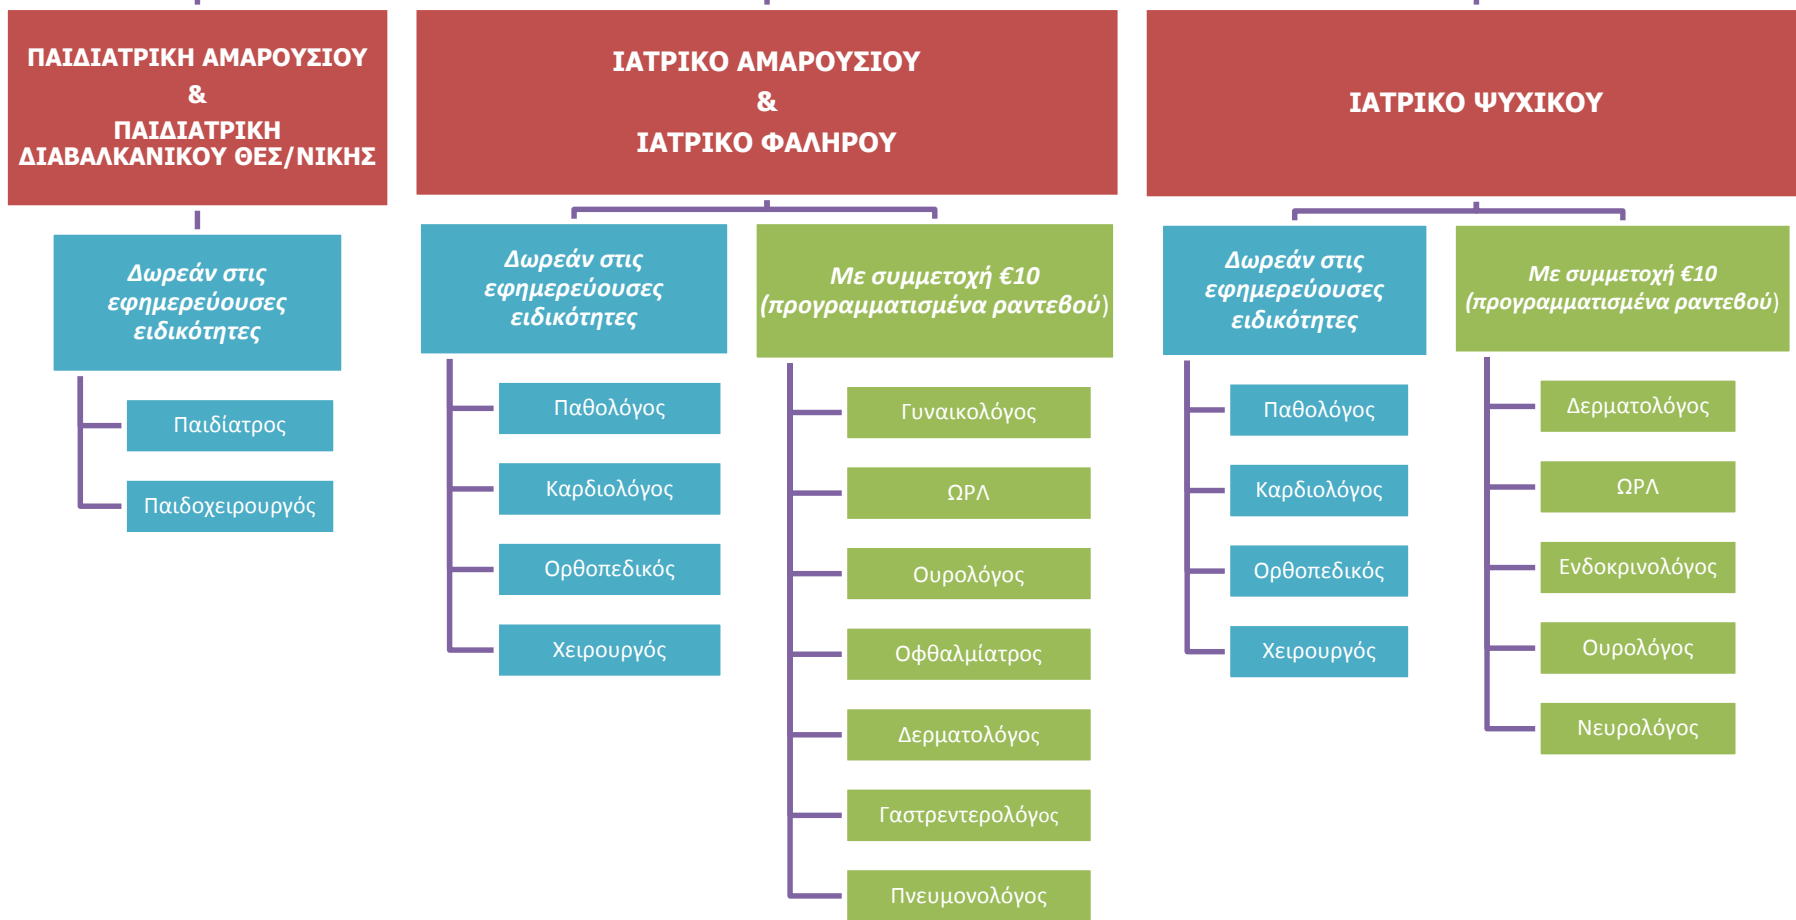 ΠΑΙΔΙΑΤΡΙΚΗ ΑΜΑΡΟΥΣΙΟΥ
&
ΠΑΙΔΙΑΤΡΙΚΗ
ΔΙΑΒΑΛΚΑΝΙΚΟΥ ΘΕΣ/ΝΙΚΗΣ
Δωρεάν στις
εφημερεύουσες
ειδικότητες
Παιδίατρος
Παιδοχειρουργός
ΙΑΤΡΙΚΟ ΑΜΑΡΟΥΣΙΟΥ
&
ΙΑΤΡΙΚΟ ΦΑΛΗΡΟΥ
Δωρεάν στις
εφημερεύουσες
ειδικότητες
Παθολόγος
Καρδιολόγος
Ορθοπεδικός
Χειρουργός
Με συμμετοχή €10
(προγραμματισμένα ραντεβού)
Γυναικολόγος
ΩΡΛ
Ουρολόγος
Οφθαλμίατρος
Δερματολόγος
Γαστρεντερολόγος
Πνευμονολόγος
ΙΑΤΡΙΚΟ ΨΥΧΙΚΟΥ
Δωρεάν στις
εφημερεύουσες
ειδικότητες
Παθολόγος
Καρδιολόγος
Ορθοπεδικός
Χειρουργός
Με συμμετοχή €10
(προγραμματισμένα ραντεβού)
Δερματολόγος
ΩΡΛ
Ενδοκρινολόγος
Ουρολόγος
Νευρολόγος